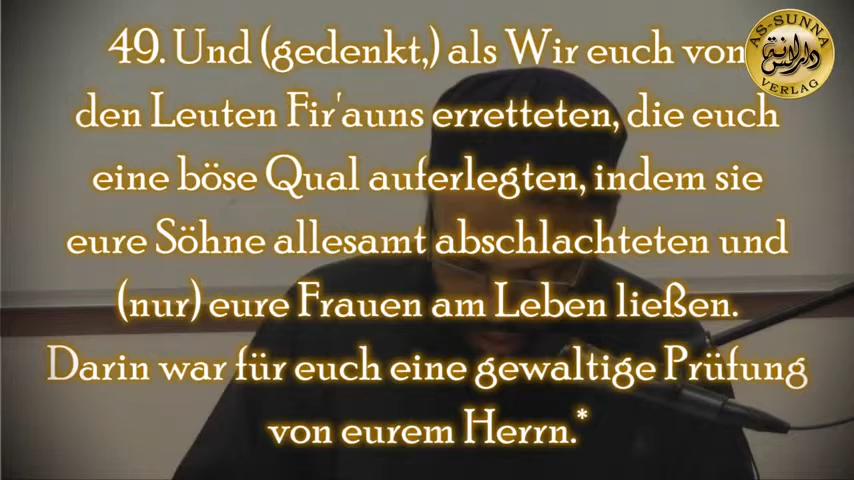 49. Und (gedenkt,) als Wir euch von
den Leuten Fir'auns erretteten, die euch
eine böse Qual auferlegten, indem sie
eure Söhne allesamt abschlachteten und
(nur) eure Frauen am Leben ließen.
Darin war für euch eine gewaltige Prüfung
von eurem Herrn.*
AS-SUNNA
VERLAG